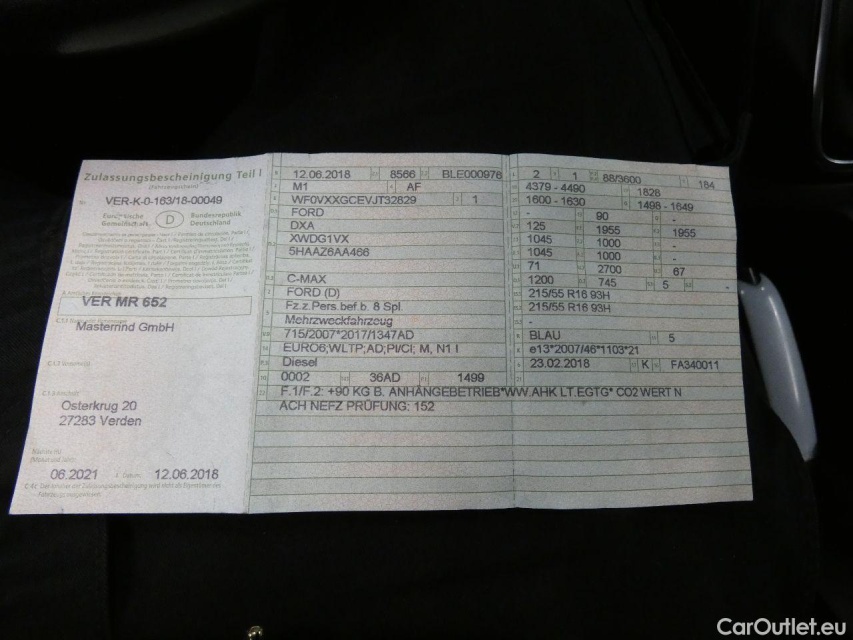 Zulassungsbescheinigung Teil I
(Fahrzeugschein)
VER-K-0-163/18-00049
Europäische Gemeinschaft
D
Bundesrepublik Deutschland
VER MR 652
Masterrind GmbH
Osterkrug 20
27283 Verden
06.2021 12.06.2018
12.06.2018 8566 BLE000976
M1 AF
WF0VXXGCEVJT32829 1
FORD
DXA
XWDG1VX
5HAAZ6AA466
C-MAX
FORD (D)
Fz.z.Pers.bef.b. 8 Spl.
Mehrzweckfahrzeug
715/2007*2017/1347AD
EURO6;WLTP;AD;PI/CI; M, N1 I
Diesel
0002 36AD 1499
F.1/F.2: +90 KG B. ANHÄNGEBETRIEB*WW.AHK LT.EGTG* CO2 WERT N
ACH NEFZ PRÜFUNG: 152
2 1 88/3600 184
4379 - 4490 1828
1600 - 1630 1498 - 1649
- 90 -
125 1955 1955
1045 1000 -
1045 1000 -
71 2700 67
1200 745 5 -
215/55 R16 93H
215/55 R16 93H
-
BLAU 5
e13*2007/46*1103*21
23.02.2018 K FA340011
CarOutlet.eu